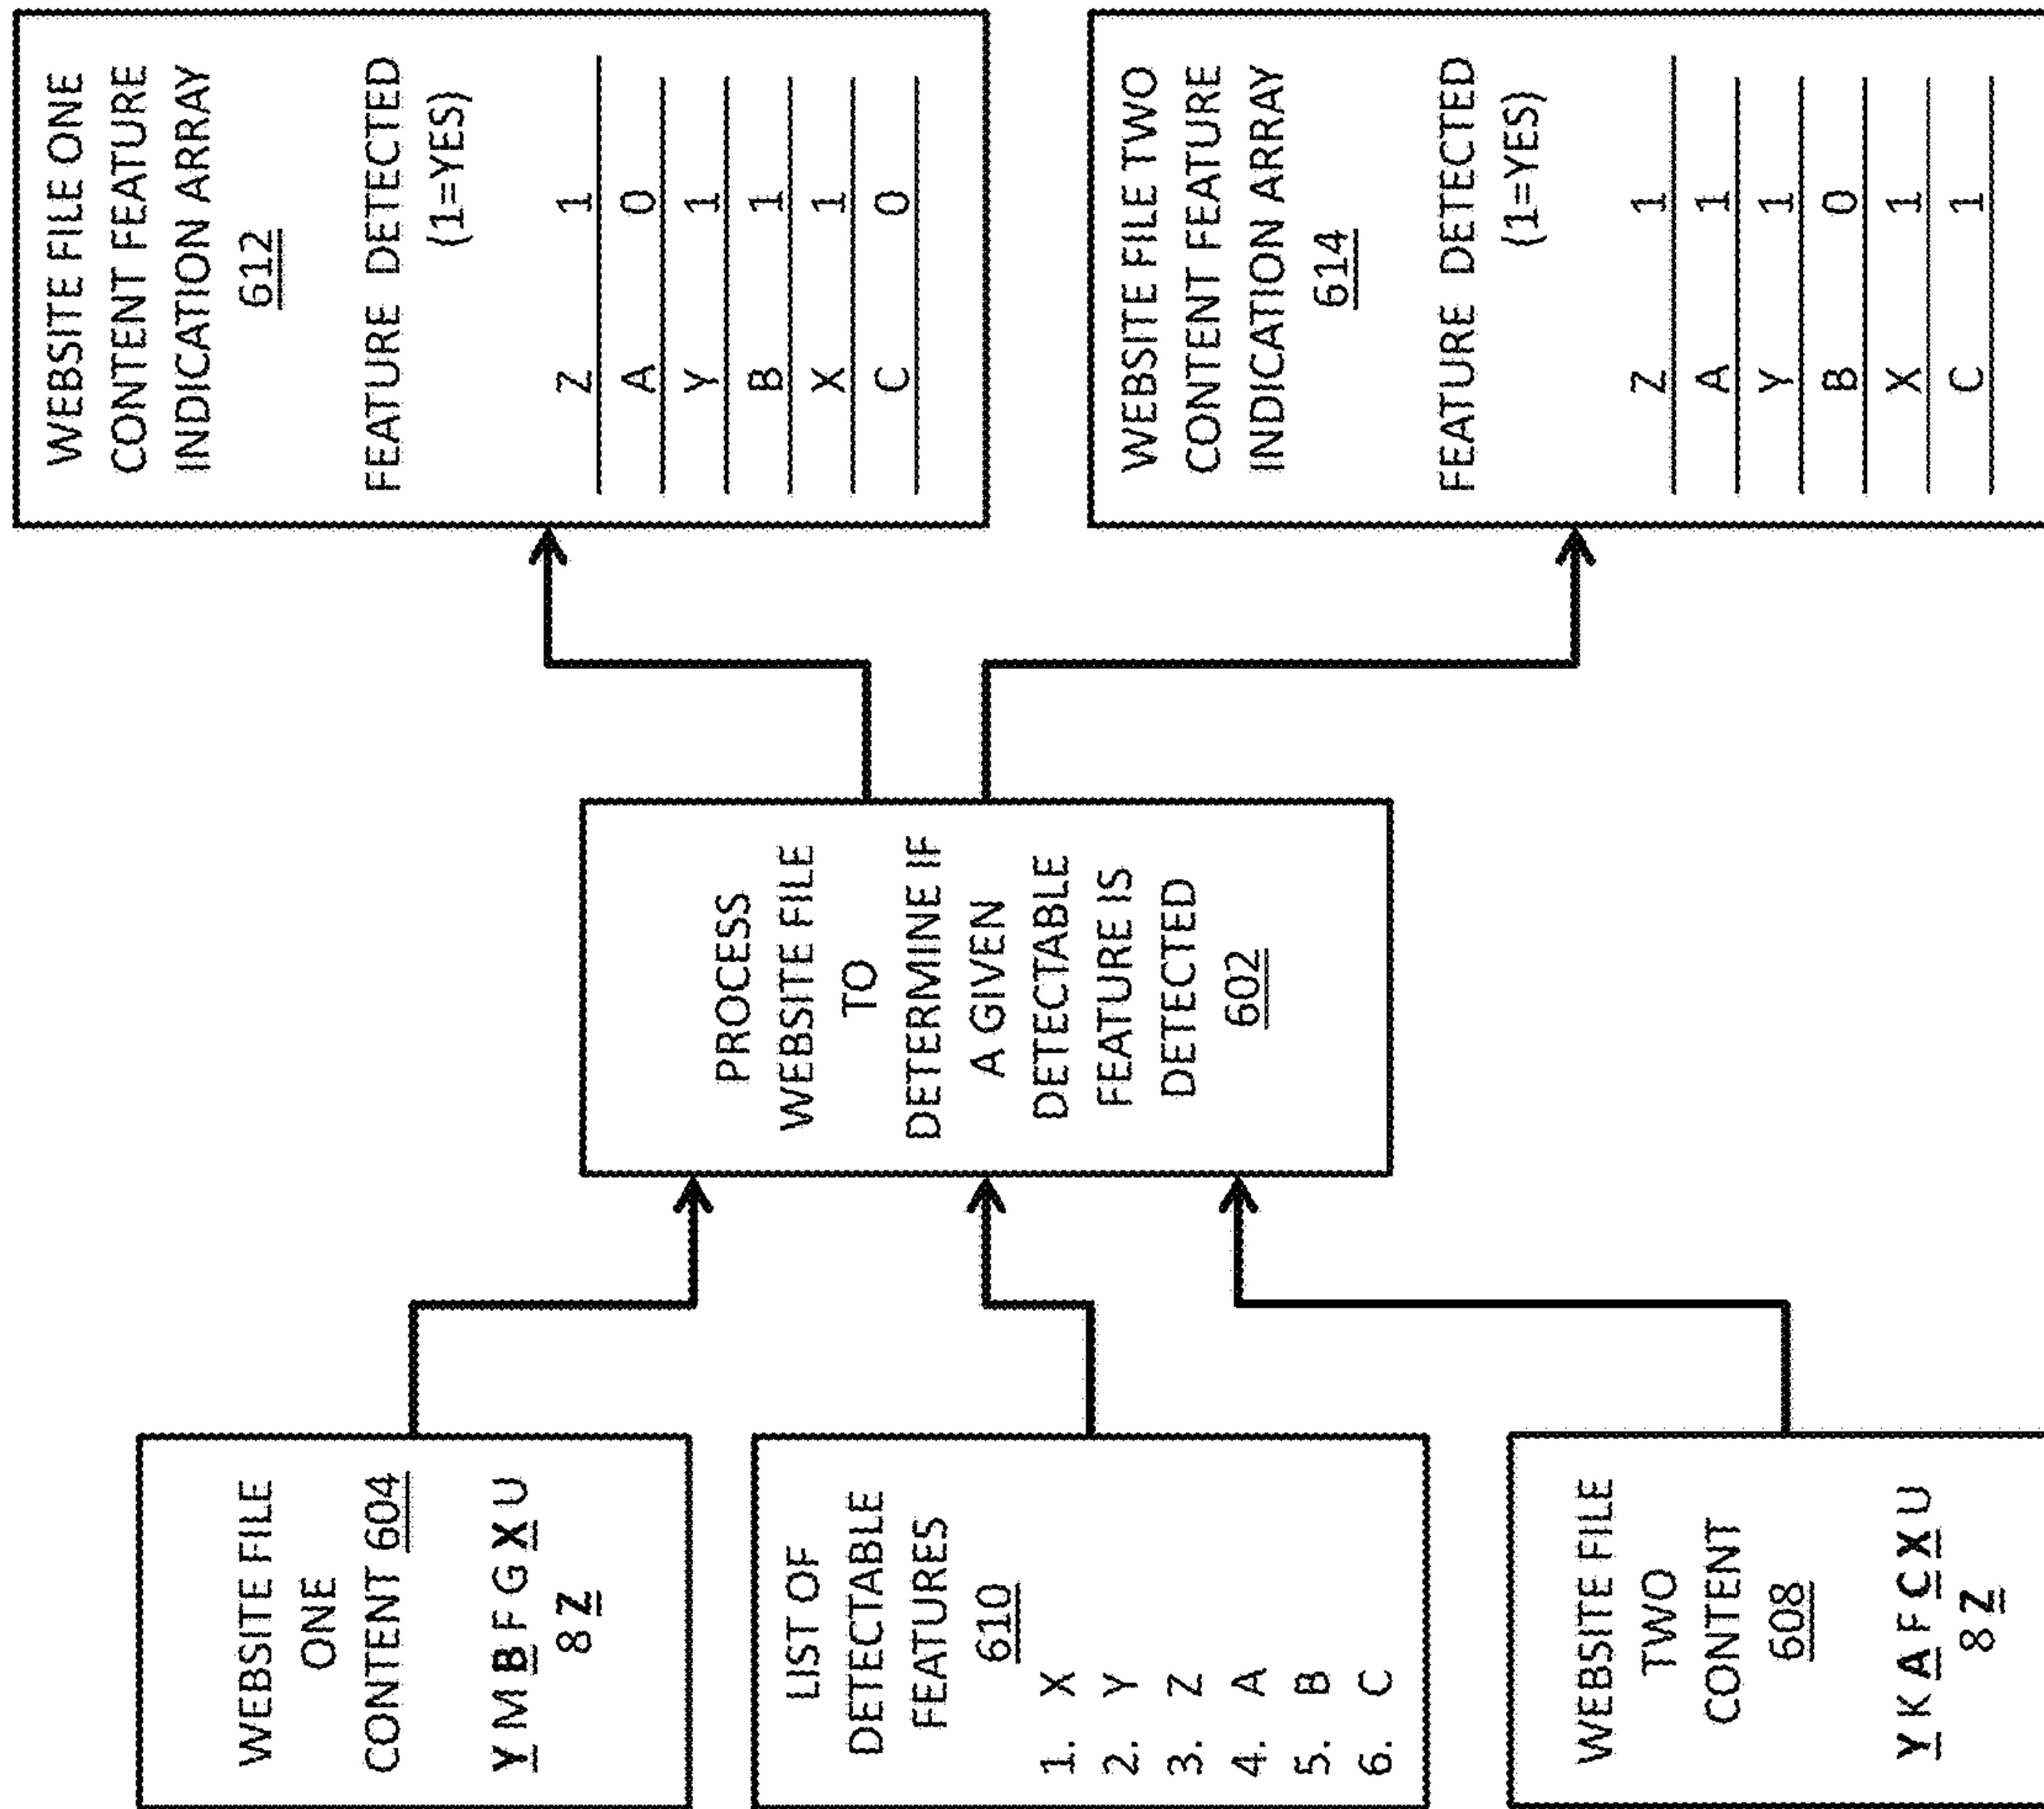 WEBSITE FILE
ONE
CONTENT 604
Y M B F G X U
8 Z
LIST OF
DETECTABLE
FEATURES
610
1. X
2. Y
3. Z
4. A
5. B
6. C
WEBSITE FILE
TWO
CONTENT
608
Y K A F C X U
8 Z
PROCESS
WEBSITE FILE
TO
DETERMINE IF
A GIVEN
DETECTABLE
FEATURE IS
DETECTED
602
WEBSITE FILE ONE
CONTENT FEATURE
INDICATION ARRAY
612
FEATURE DETECTED
{1=YES}
Z 1
A 0
Y 1
B 1
X 1
C 0
WEBSITE FILE TWO
CONTENT FEATURE
INDICATION ARRAY
614
FEATURE DETECTED
{1=YES}
Z 1
A 1
Y 1
B 0
X 1
C 1